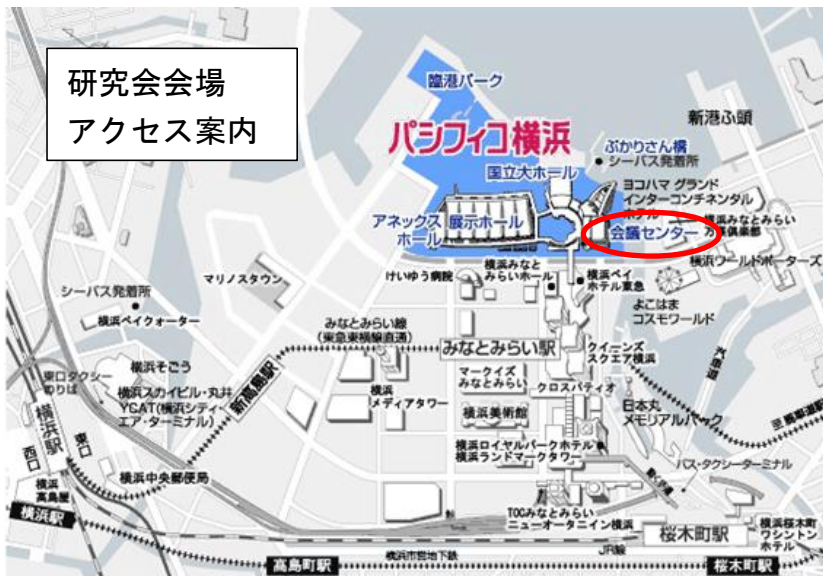 研究会会場
アクセス案内
臨港パーク
パシフィコ横浜
国立大ホール
新港ふ頭
ぷかりさん橋
シーバス発着所
ヨコハマ グランド
インターコンチネンタル
ホテル
アネックス
ホール
展示ホール
会議センター
横浜みなとみらい
万葉倶楽部
横浜ワールドポーターズ
けいゆう病院
横浜みなと
みらいホール
横浜ベイ
ホテル東急
よこはま
コスモワールド
マリノスタウン
シーバス発着所
横浜ベイクォーター
みなとみらい線
(東急東横線直通)
みなとみらい駅
クイーンズ
スクエア横浜
汽車道
新高島駅
横浜
メディアタワー
マークイズ
みなとみらい
クロスパティオ
横浜美術館
日本丸
メモリアルパーク
至馬車道駅
横浜そごう
東口タクシー
のりば
横浜スカイビル・丸井
YCAT(横浜シティ・
エア・ターミナル)
横浜駅
東口
西口
横浜
高島屋
横浜中央郵便局
横浜ロイヤルパークホテル
横浜ランドマークタワー
動く歩道
バス・タクシーターミナル
TOCみなとみらい
ニューオータニイン横浜
桜木町駅
横浜桜木町
ワシントン
ホテル
横浜駅
高島町駅
横浜市営地下鉄
JR線
桜木町駅